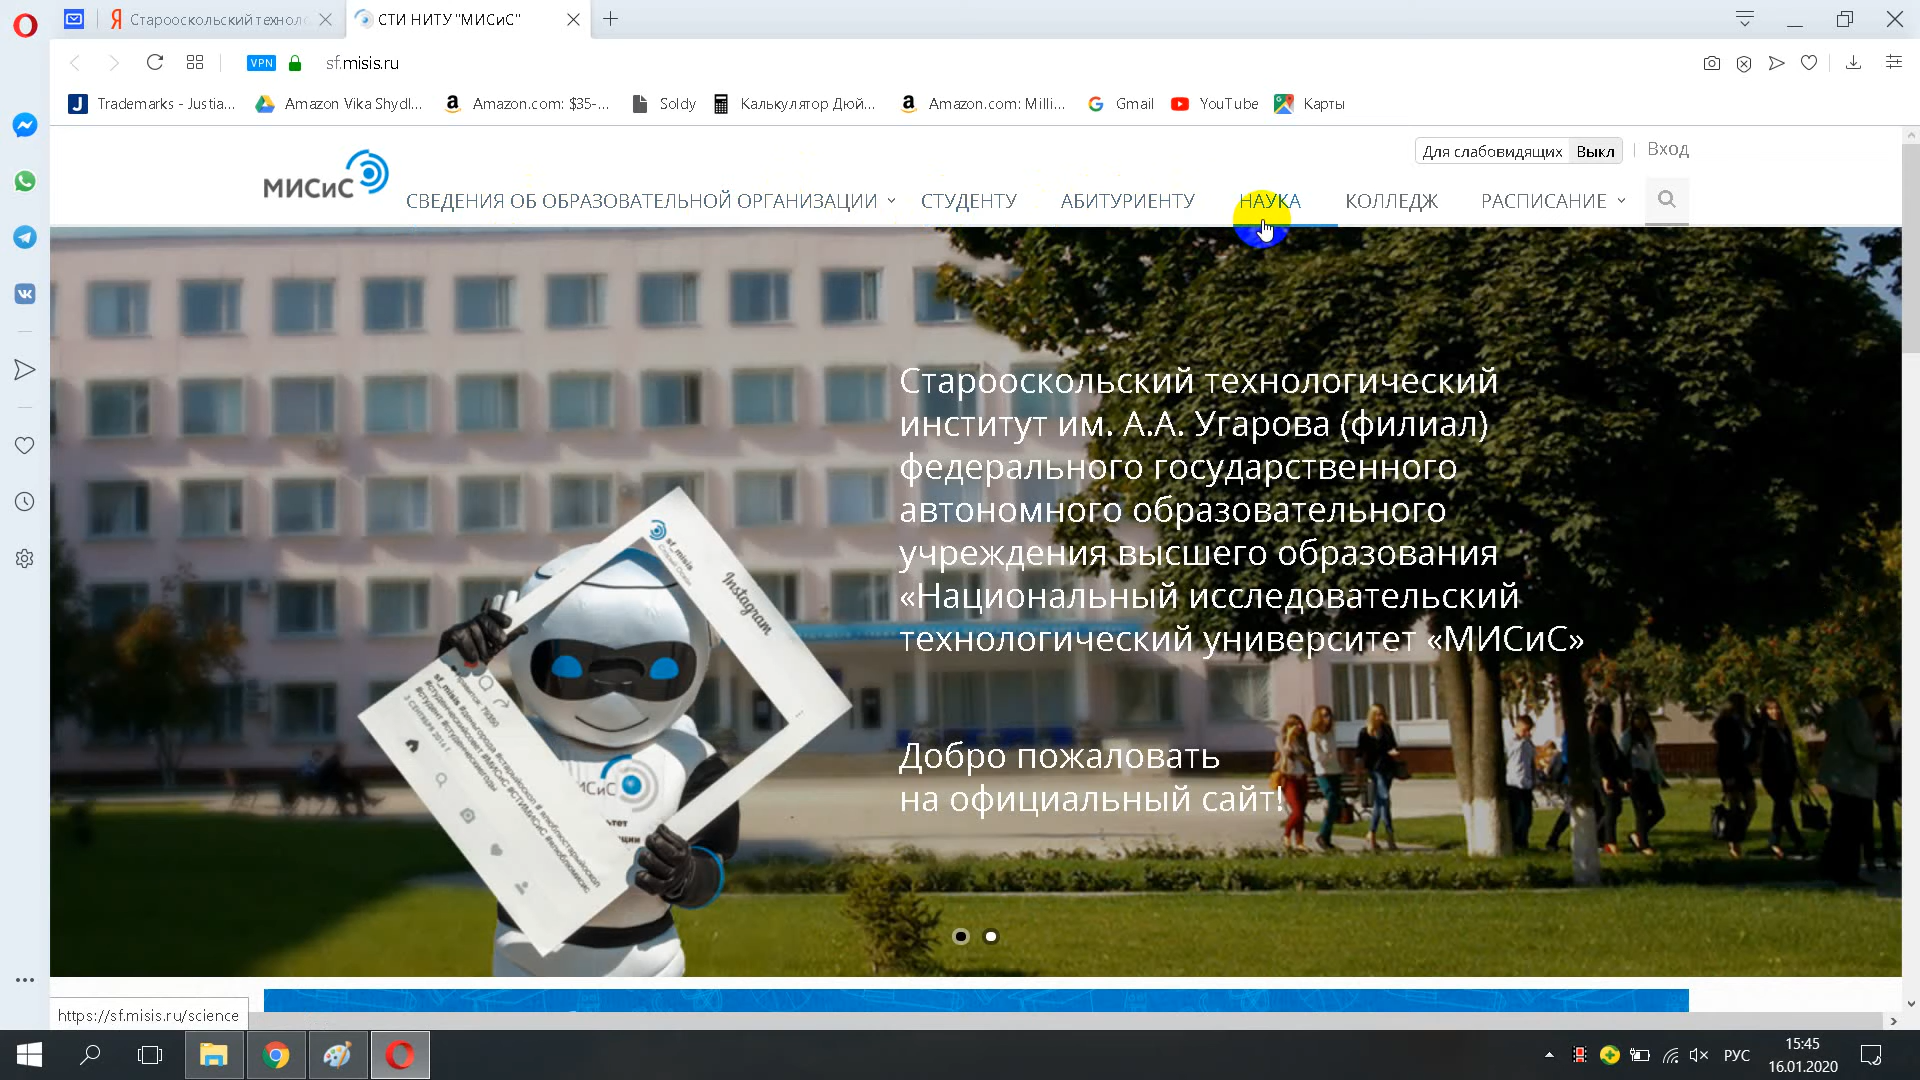 Старооскольский технол
СТИ НИТУ "МИСиС"
VPN
sf.misis.ru
Trademarks - Justia...
Amazon Vika Shydl...
Amazon.com: $35-...
Soldy
Калькулятор Дюй...
Amazon.com: Milli...
Gmail
YouTube
Карты
Для слабовидящих Выкл
Вход
МИСиС
СВЕДЕНИЯ ОБ ОБРАЗОВАТЕЛЬНОЙ ОРГАНИЗАЦИИ
СТУДЕНТУ
АБИТУРИЕНТУ
НАУКА
КОЛЛЕДЖ
РАСПИСАНИЕ
Старооскольский технологический
институт им. А.А. Угарова (филиал)
федерального государственного
автономного образовательного
учреждения высшего образования
«Национальный исследовательский
технологический университет «МИСиС»
Добро пожаловать
на официальный сайт!
sf_misis
Instagram
https://sf.misis.ru/science
РУС
15:45
16.01.2020